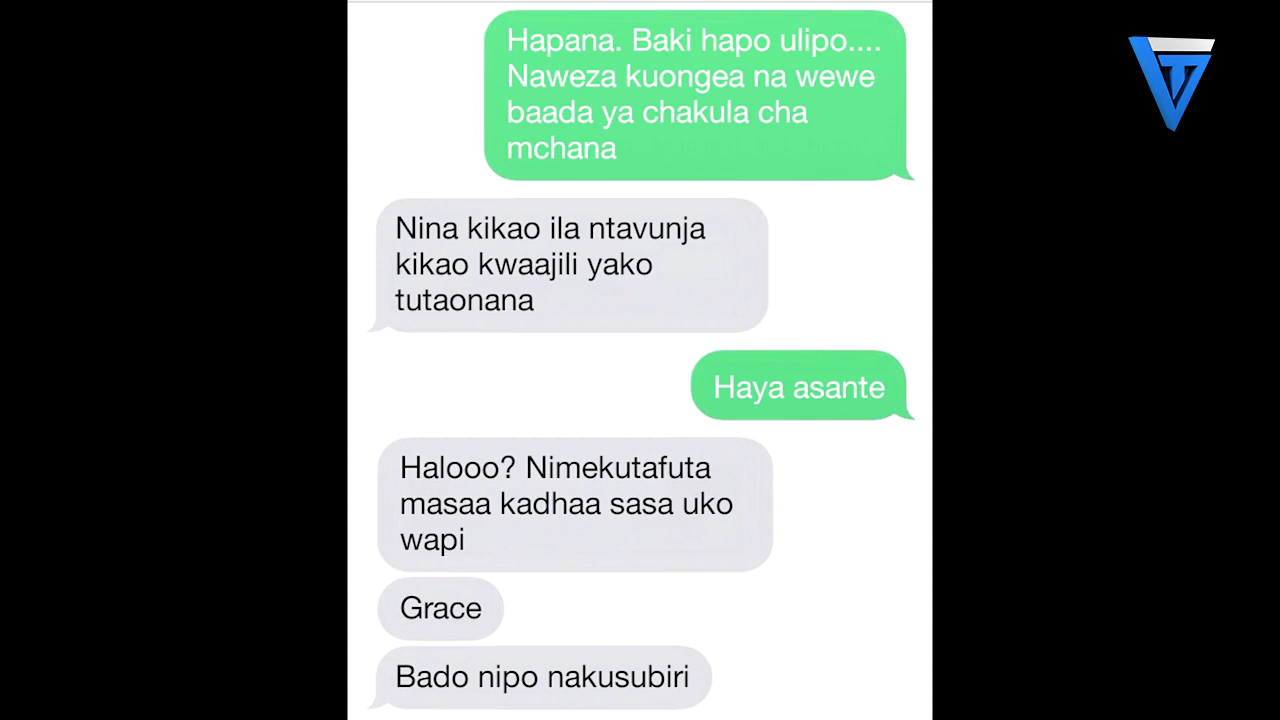 Hapana. Baki hapo ulipo....
Naweza kuongea na wewe
baada ya chakula cha
mchana
Nina kikao ila ntavunja
kikao kwaajili yako
tutaonana
Haya asante
Halooo? Nimekutafuta
masaa kadhaa sasa uko
wapi
Grace
Bado nipo nakusubiri